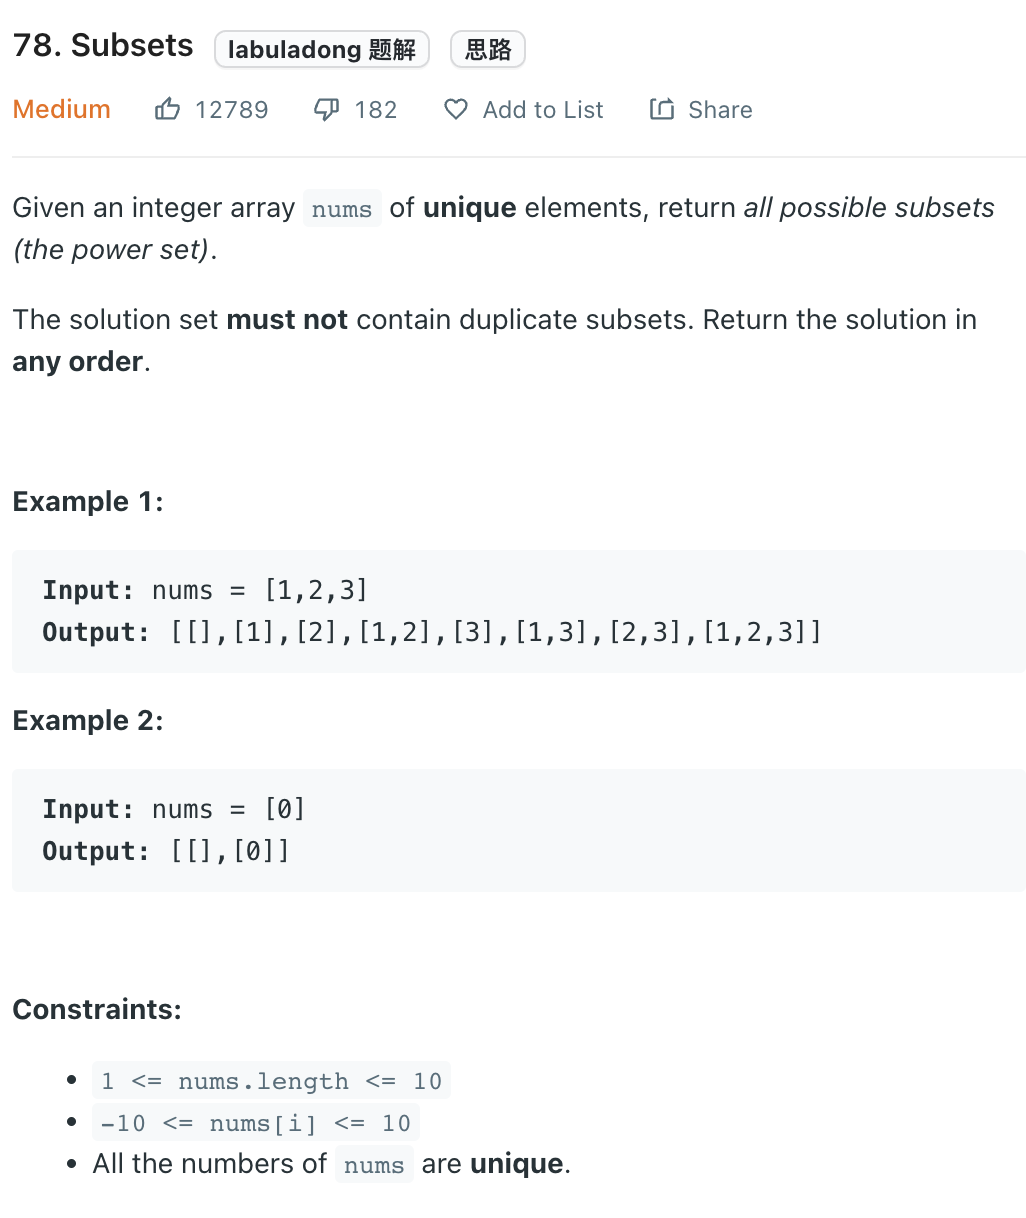 78. Subsets labuladong 题解 思路
Medium 12789 182 Add to List Share
Given an integer array nums of unique elements, return all possible subsets
(the power set).
The solution set must not contain duplicate subsets. Return the solution in
any order.
Example 1:
Input: nums = [1,2,3]
Output: [[],[1],[2],[1,2],[3],[1,3],[2,3],[1,2,3]]
Example 2:
Input: nums = [0]
Output: [[],[0]]
Constraints:
• 1 <= nums.length <= 10
• -10 <= nums[i] <= 10
• All the numbers of nums are unique.